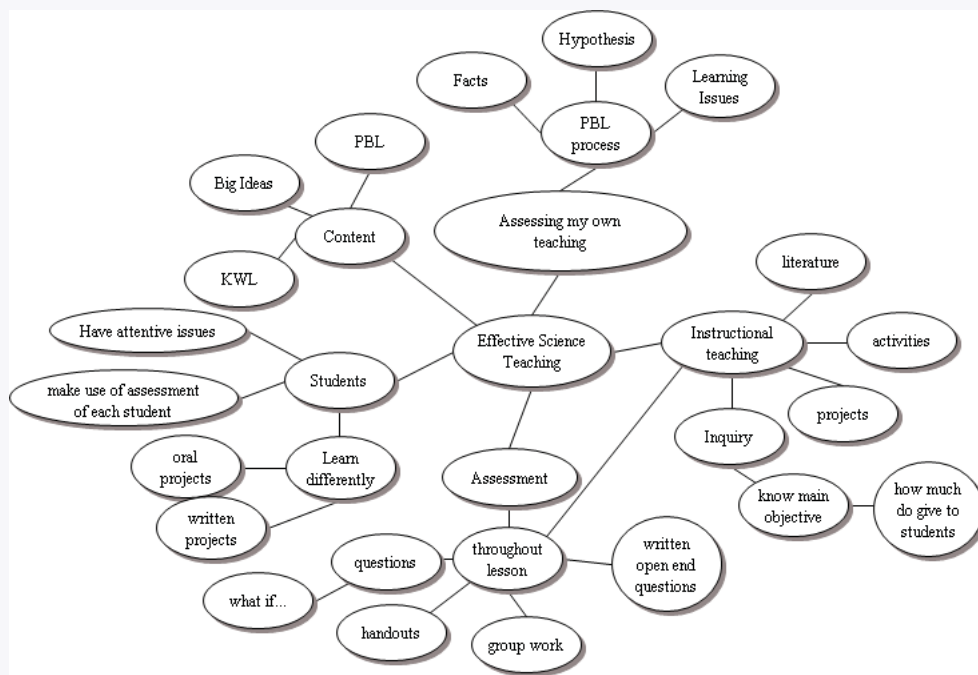 Hypothesis
Facts
Learning
Issues
PBL
process
PBL
Big Ideas
Content
KWL
Assessing my own
teaching
literature
Have attentive issues
Students
make use of assessment
of each student
Effective Science
Teaching
Instructional
teaching
activities
projects
Inquiry
oral
projects
Learn
differently
written
projects
Assessment
know main
objective
how much
do give to
students
questions
throughout
lesson
written
open end
questions
what if...
handouts
group work